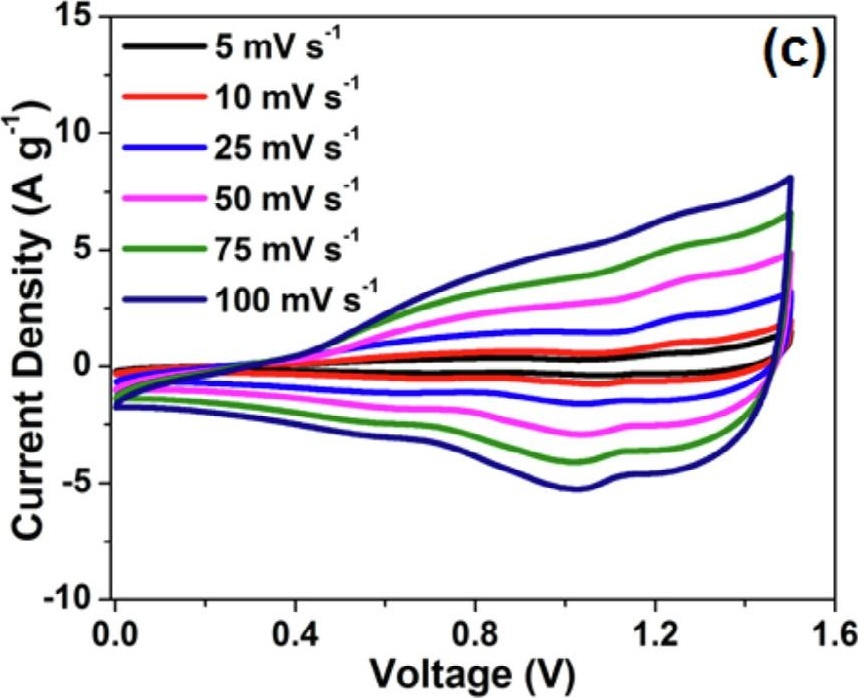 (c)
5 mV s⁻¹
10 mV s⁻¹
25 mV s⁻¹
50 mV s⁻¹
75 mV s⁻¹
100 mV s⁻¹
Current Density (A g⁻¹)
15
10
5
0
-5
-10
0.0 0.4 0.8 1.2 1.6
Voltage (V)